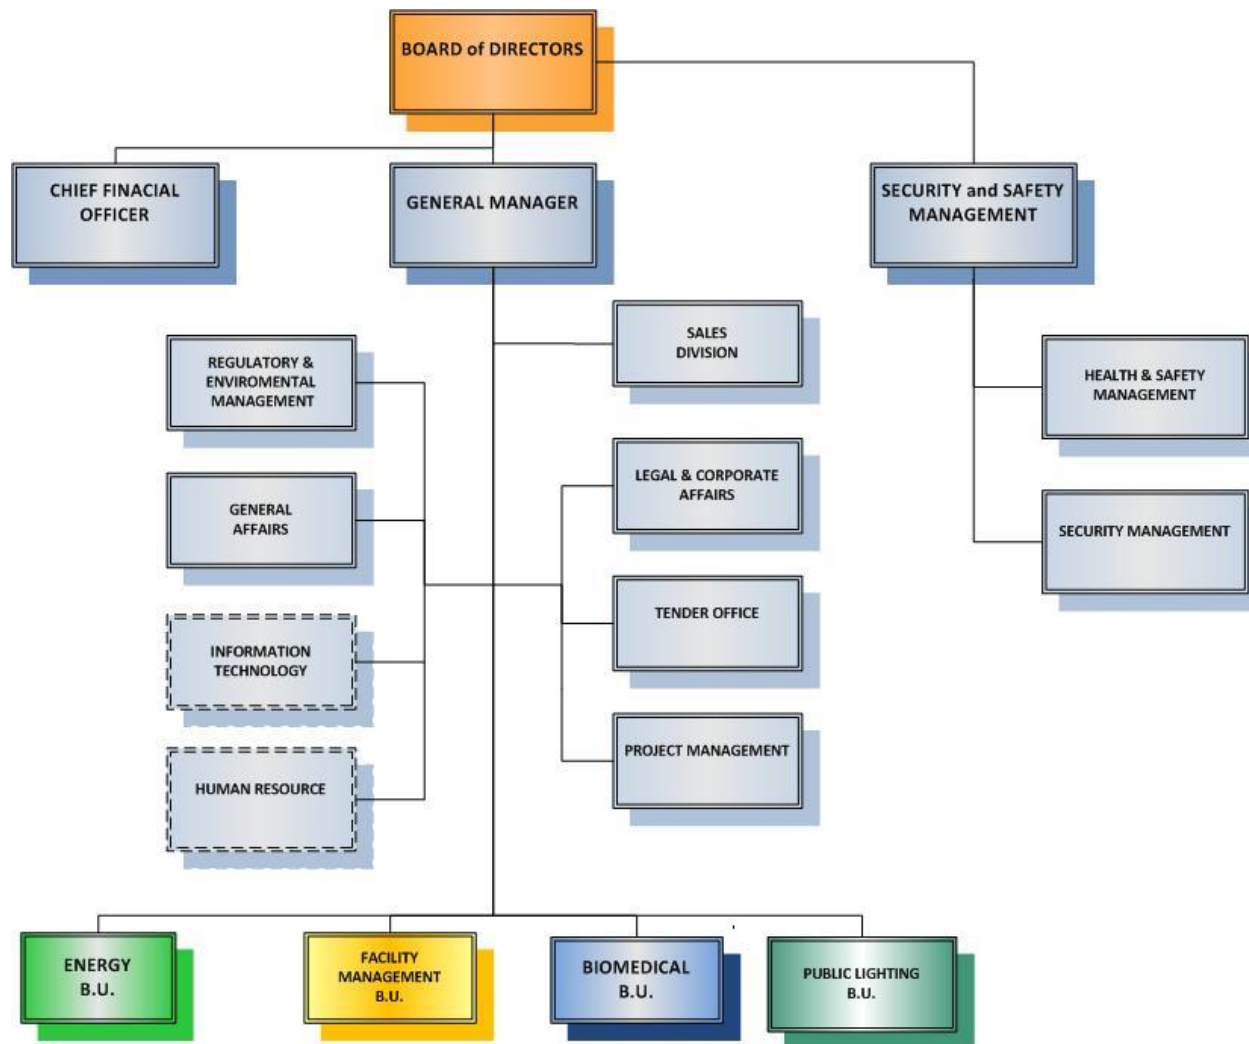 BOARD of DIRECTORS
CHIEF FINACIAL
OFFICER
GENERAL MANAGER
SECURITY and SAFETY
MANAGEMENT
SALES
DIVISION
REGULATORY &
ENVIROMENTAL
MANAGEMENT
HEALTH & SAFETY
MANAGEMENT
LEGAL & CORPORATE
AFFAIRS
GENERAL
AFFAIRS
SECURITY MANAGEMENT
TENDER OFFICE
INFORMATION
TECHNOLOGY
PROJECT MANAGEMENT
HUMAN RESOURCE
ENERGY
B.U.
FACILITY
MANAGEMENT
B.U.
BIOMEDICAL
B.U.
PUBLIC LIGHTING
B.U.